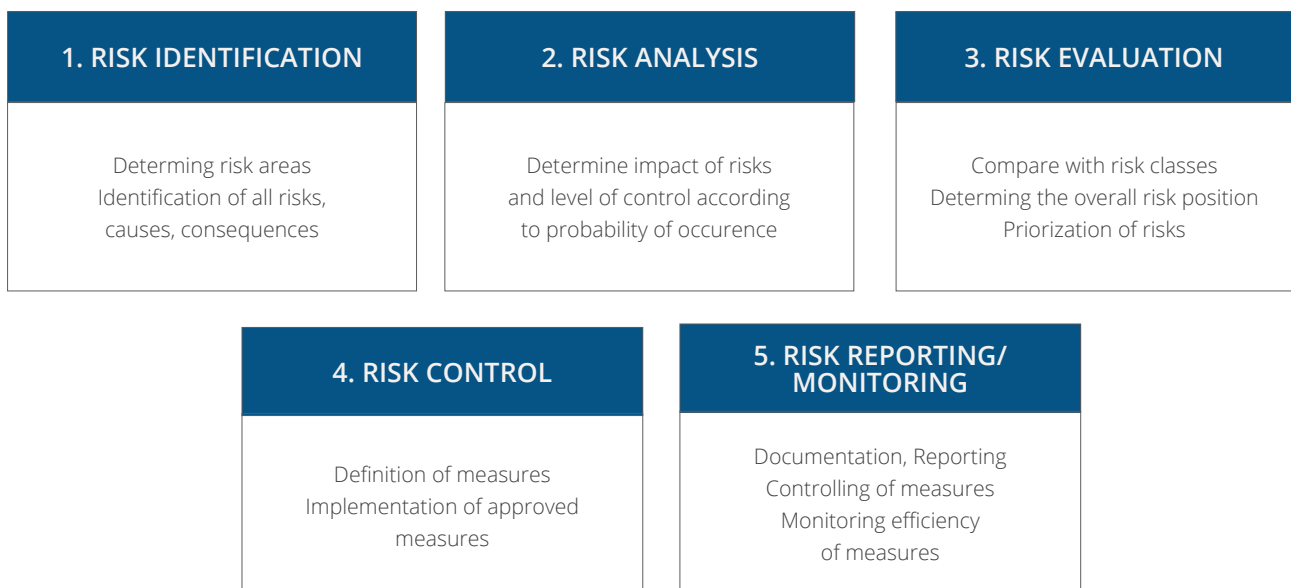 1. RISK IDENTIFICATION
Determing risk areas
Identification of all risks,
causes, consequences
2. RISK ANALYSIS
Determine impact of risks
and level of control according
to probability of occurence
3. RISK EVALUATION
Compare with risk classes
Determing the overall risk position
Priorization of risks
4. RISK CONTROL
Definition of measures
Implementation of approved
measures
5. RISK REPORTING/
MONITORING
Documentation, Reporting
Controlling of measures
Monitoring efficiency
of measures